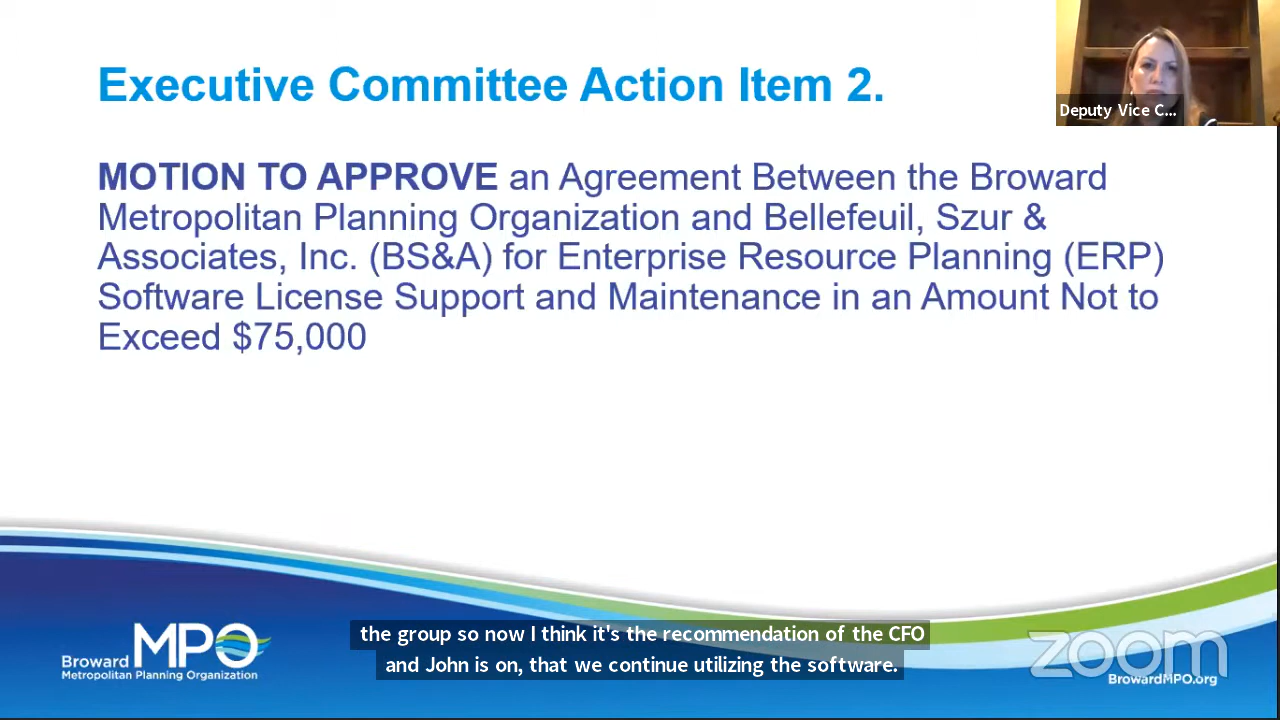 Executive Committee Action Item 2.
Deputy Vice C...
MOTION TO APPROVE an Agreement Between the Broward
Metropolitan Planning Organization and Bellefeuil, Szur &
Associates, Inc. (BS&A) for Enterprise Resource Planning (ERP)
Software License Support and Maintenance in an Amount Not to
Exceed $75,000
the group so now I think it's the recommendation of the CFO
and John is on, that we continue utilizing the software.
Broward MPO
Metropolitan Planning Organization
zoom
BrowardMPO.org